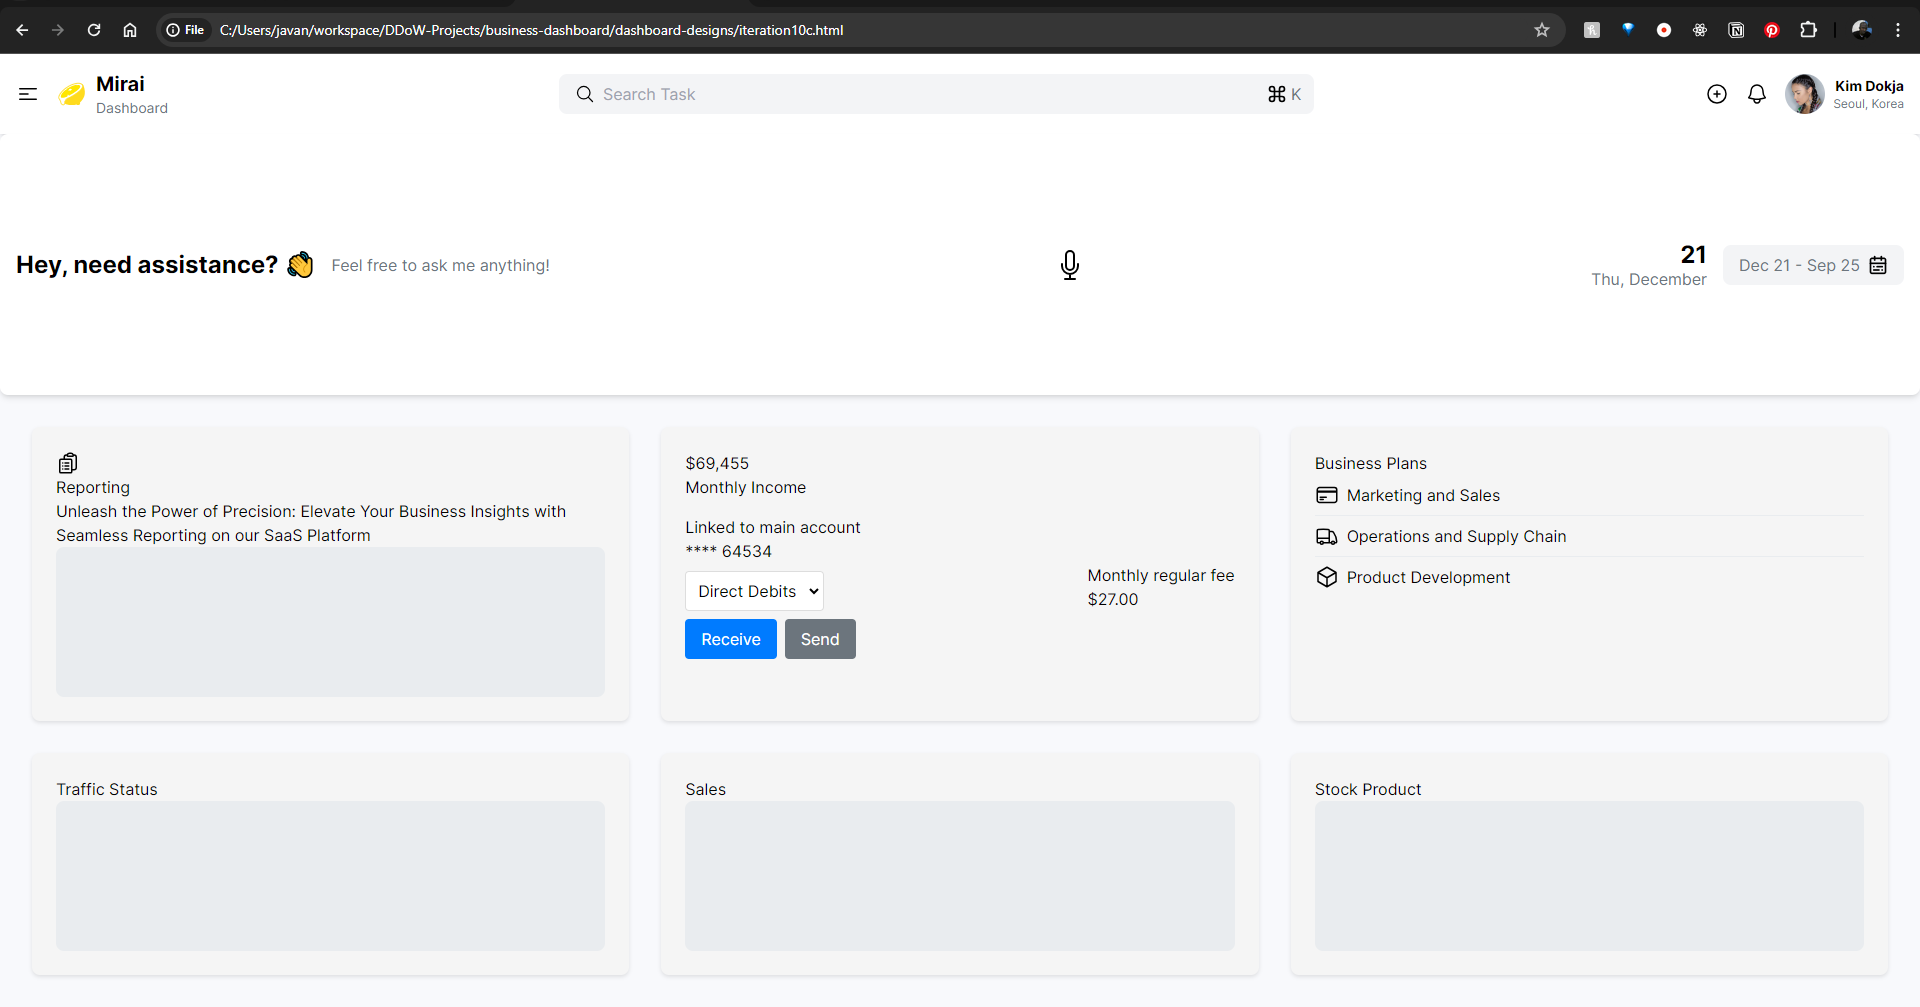 File
C:/Users/javan/workspace/DDoW-Projects/business-dashboard/dashboard-designs/iteration10c.html
Mirai
Dashboard
Search Task
⌘ K
Kim Dokja
Seoul, Korea
Hey, need assistance? 👋 Feel free to ask me anything!
21
Thu, December
Dec 21 - Sep 25
Reporting
Unleash the Power of Precision: Elevate Your Business Insights with
Seamless Reporting on our SaaS Platform
$69,455
Monthly Income
Linked to main account
**** 64534
Direct Debits
Monthly regular fee
$27.00
Receive
Send
Business Plans
Marketing and Sales
Operations and Supply Chain
Product Development
Traffic Status
Sales
Stock Product